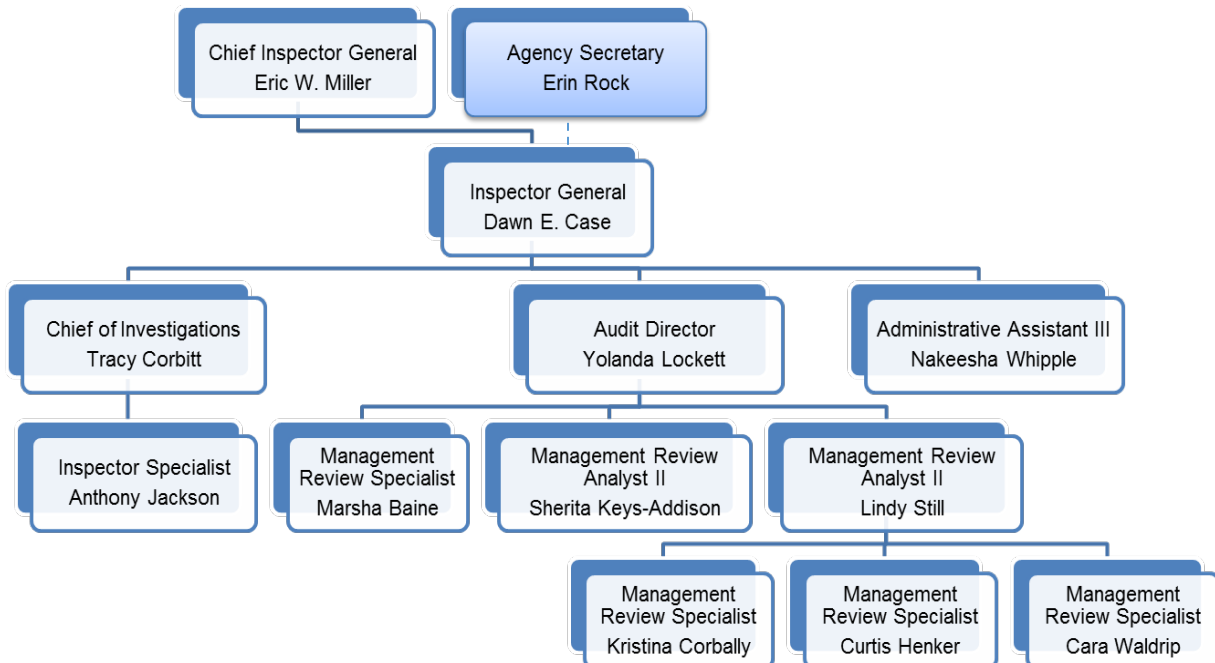 Chief Inspector General
Eric W. Miller
Agency Secretary
Erin Rock
Inspector General
Dawn E. Case
Chief of Investigations
Tracy Corbitt
Audit Director
Yolanda Lockett
Administrative Assistant III
Nakeesha Whipple
Inspector Specialist
Anthony Jackson
Management
Review Specialist
Marsha Baine
Management Review
Analyst II
Sherita Keys-Addison
Management Review
Analyst II
Lindy Still
Management
Review Specialist
Kristina Corbally
Management
Review Specialist
Curtis Henker
Management
Review Specialist
Cara Waldrip